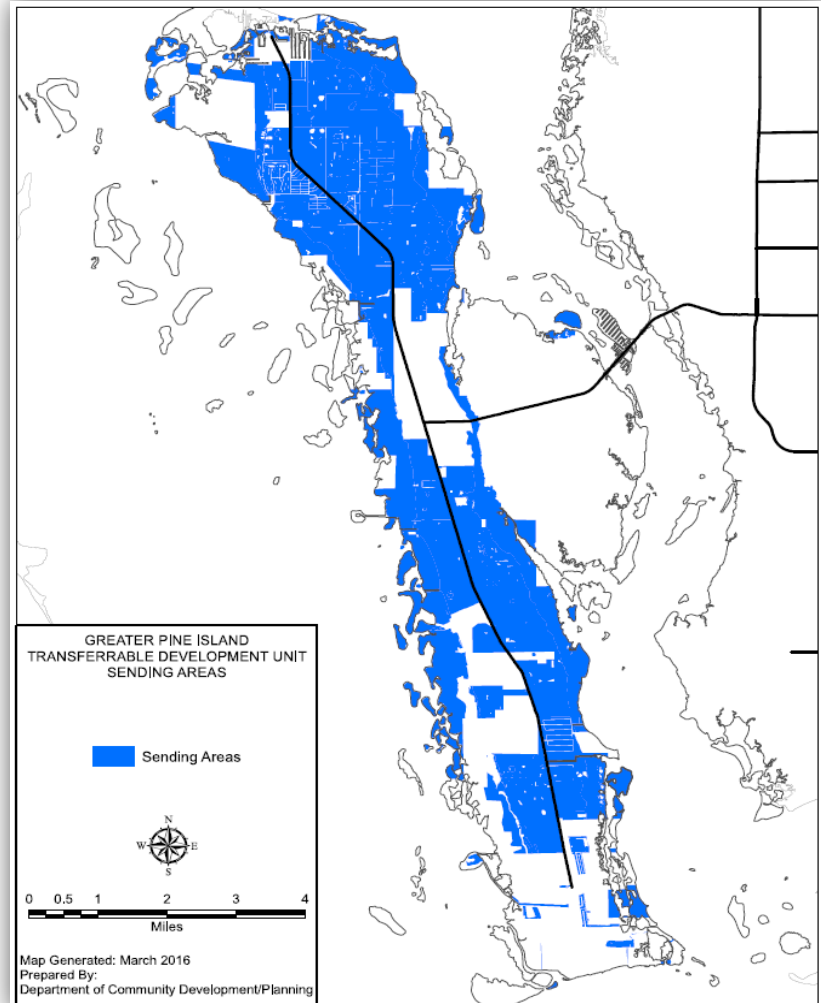 GREATER PINE ISLAND
TRANSFERRABLE DEVELOPMENT UNIT
SENDING AREAS
Sending Areas
N
W E
S
0 0.5 1 2 3 4
Miles
Map Generated: March 2016
Prepared By:
Department of Community Development/Planning